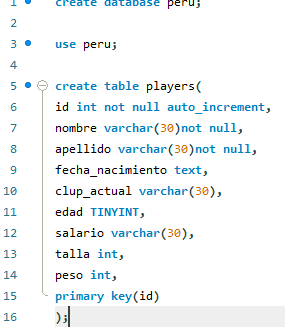 1 create database peru;
2
3 use peru;
4
5 create table players(
6 id int not null auto_increment,
7 nombre varchar(30)not null,
8 apellido varchar(30)not null,
9 fecha_nacimiento text,
10 clup_actual varchar(30),
11 edad TINYINT,
12 salario varchar(30),
13 talla int,
14 peso int,
15 primary key(id)
16 );